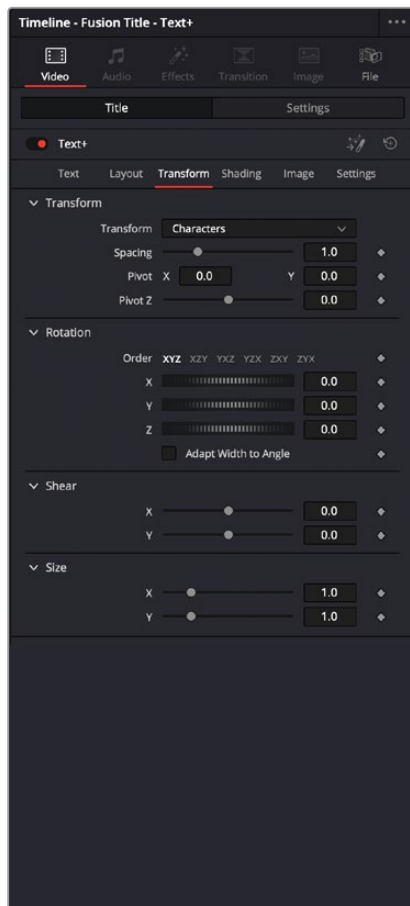 Timeline - Fusion Title - Text+
Video Audio Effects Transition Image File
Title Settings
Text+
Text Layout Transform Shading Image Settings
Transform
Transform Characters
Spacing 1.0
Pivot X 0.0 Y 0.0
Pivot Z 0.0
Rotation
Order XYZ XZY YXZ YZX ZXY ZYX
X 0.0
Y 0.0
Z 0.0
Adapt Width to Angle
Shear
X 0.0
Y 0.0
Size
X 1.0
Y 1.0